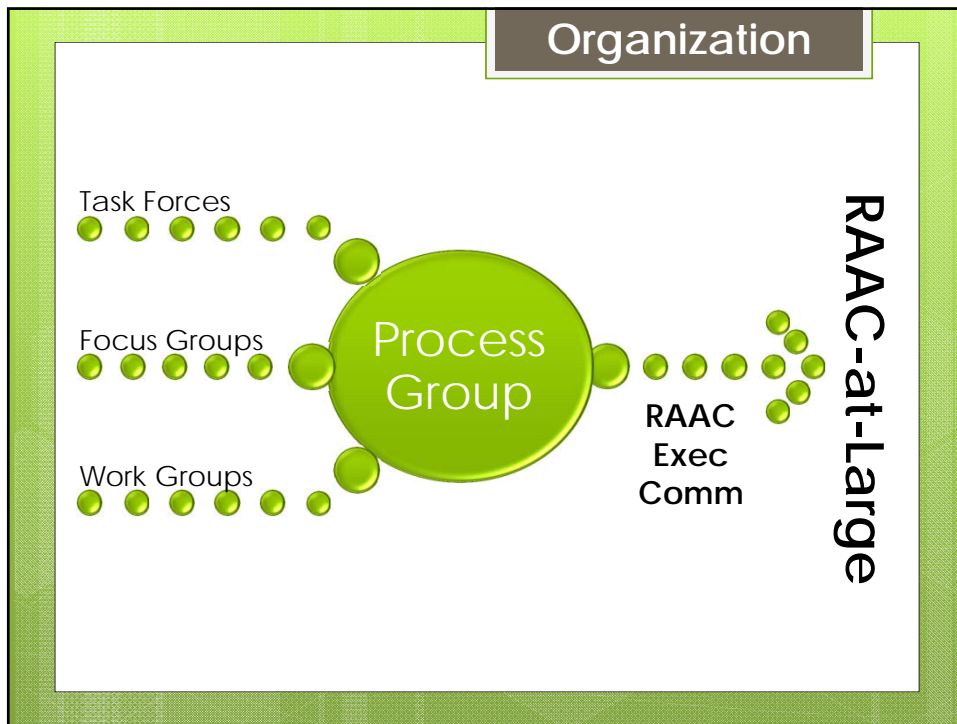 Organization
Task Forces
Focus Groups
Work Groups
Process
Group
RAAC
Exec
Comm
RAAC-at-Large